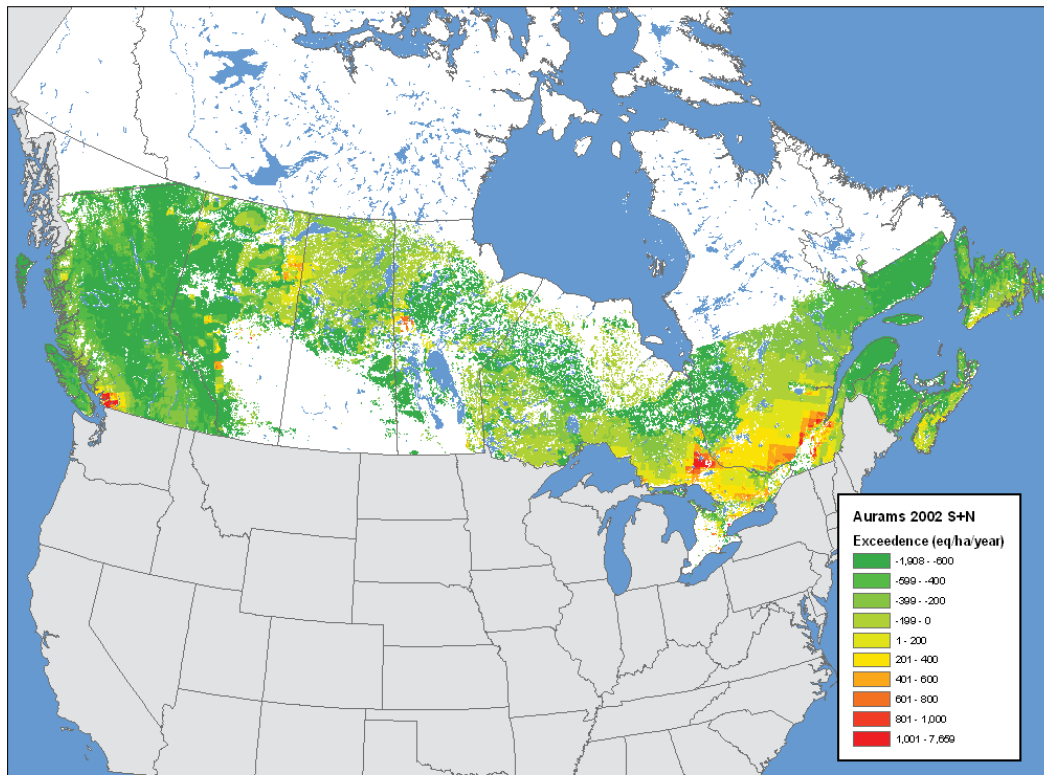 Aurams 2002 S+N
Exceedence (eq/ha/year)
-1,908 - -600
-599 - -400
-399 - -200
-199 - 0
1 - 200
201 - 400
401 - 600
601 - 800
801 - 1,000
1,001 - 7,659